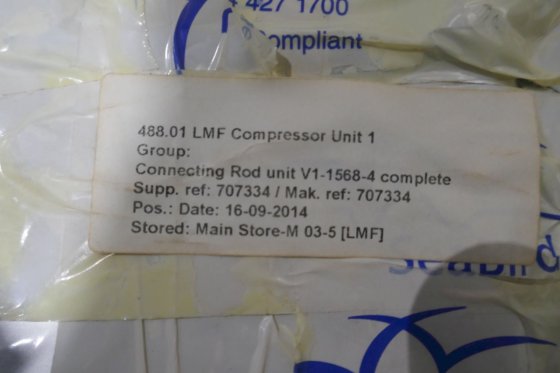 427 1700
Compliant
488.01 LMF Compressor Unit 1
Group:
Connecting Rod unit V1-1568-4 complete
Supp. ref: 707334 / Mak. ref: 707334
Pos.: Date: 16-09-2014
Stored: Main Store-M 03-5 [LMF]
SeaBird